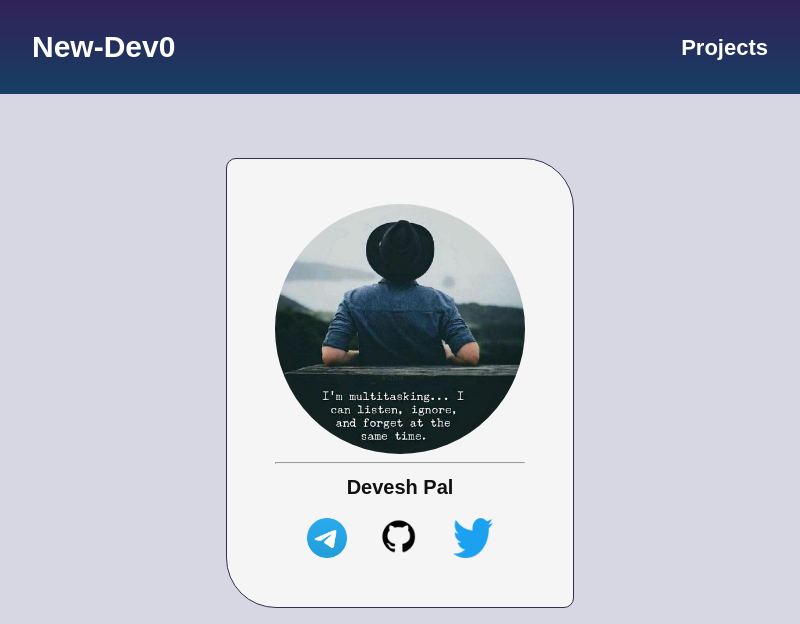 New-Dev0
Projects
I'm multitasking... I
can listen, ignore,
and forget at the
same time.
Devesh Pal